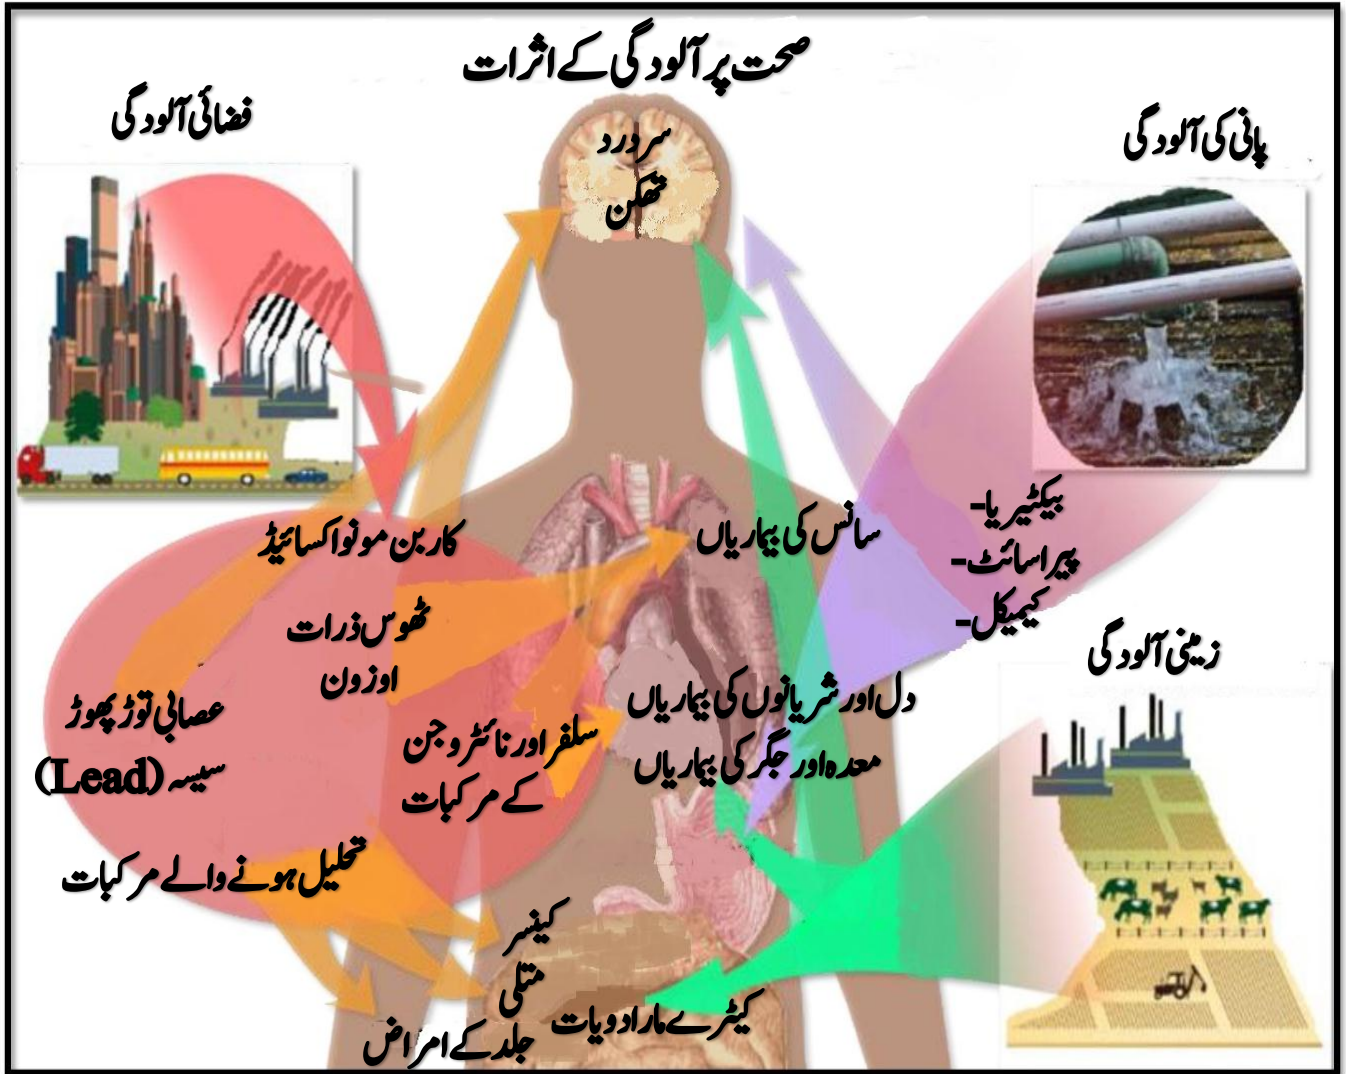 صحت پر آلودگی کے اثرات
پانی کی آلودگی
فضائی آلودگی
سر درد
تھکن
بیکٹیریا-
پیراسائٹ-
کیمیکل-
سانس کی بیماریاں
کاربن مونو اکسائیڈ
ٹھوس ذرات
اوزون
زمینی آلودگی
دل اور شریانوں کی بیماریاں
معدہ اور جگر کی بیماریاں
سلفر اور نائٹروجن
کے مرکبات
عصابی توڑ پھوڑ
سیسہ (Lead)
تحلیل ہونے والے مرکبات
کینسر
متلی
جلد کے امراض
کیٹرے مار ادویات